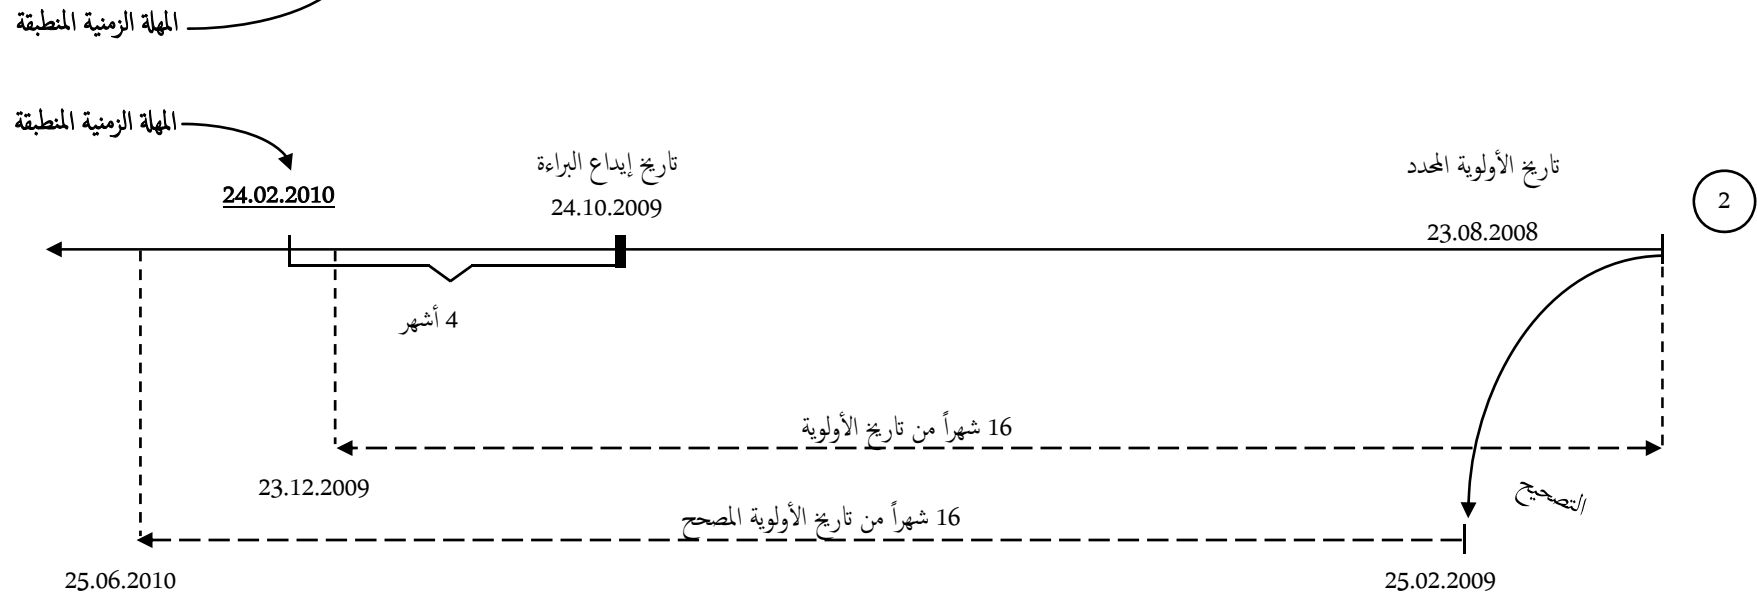 المهلة الزمنية المنطبقة
المهلة الزمنية المنطبقة
2
تاريخ الأولوية المحدد
23.08.2008
تاريخ إيداع البراءة
24.10.2009
24.02.2010
4 أشهر
16 شهراً من تاريخ الأولوية
23.12.2009
التصحيح
16 شهراً من تاريخ الأولوية المصحح
25.02.2009
25.06.2010